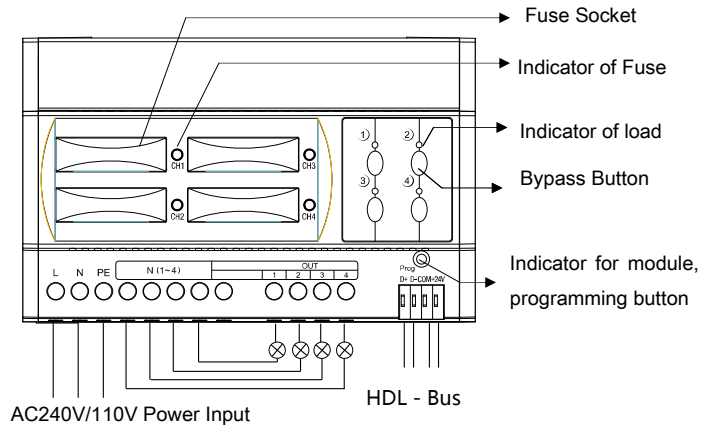 Fuse Socket
Indicator of Fuse
1) 2)
Indicator of load
CH1 CH3
Bypass Button
3) 4)
CH2 CH4
Indicator for module,
programming button
Prog
D+ D- COM +24V
L N PE N (1~4) OUT
1 2 3 4
HDL - Bus
AC240V/110V Power Input